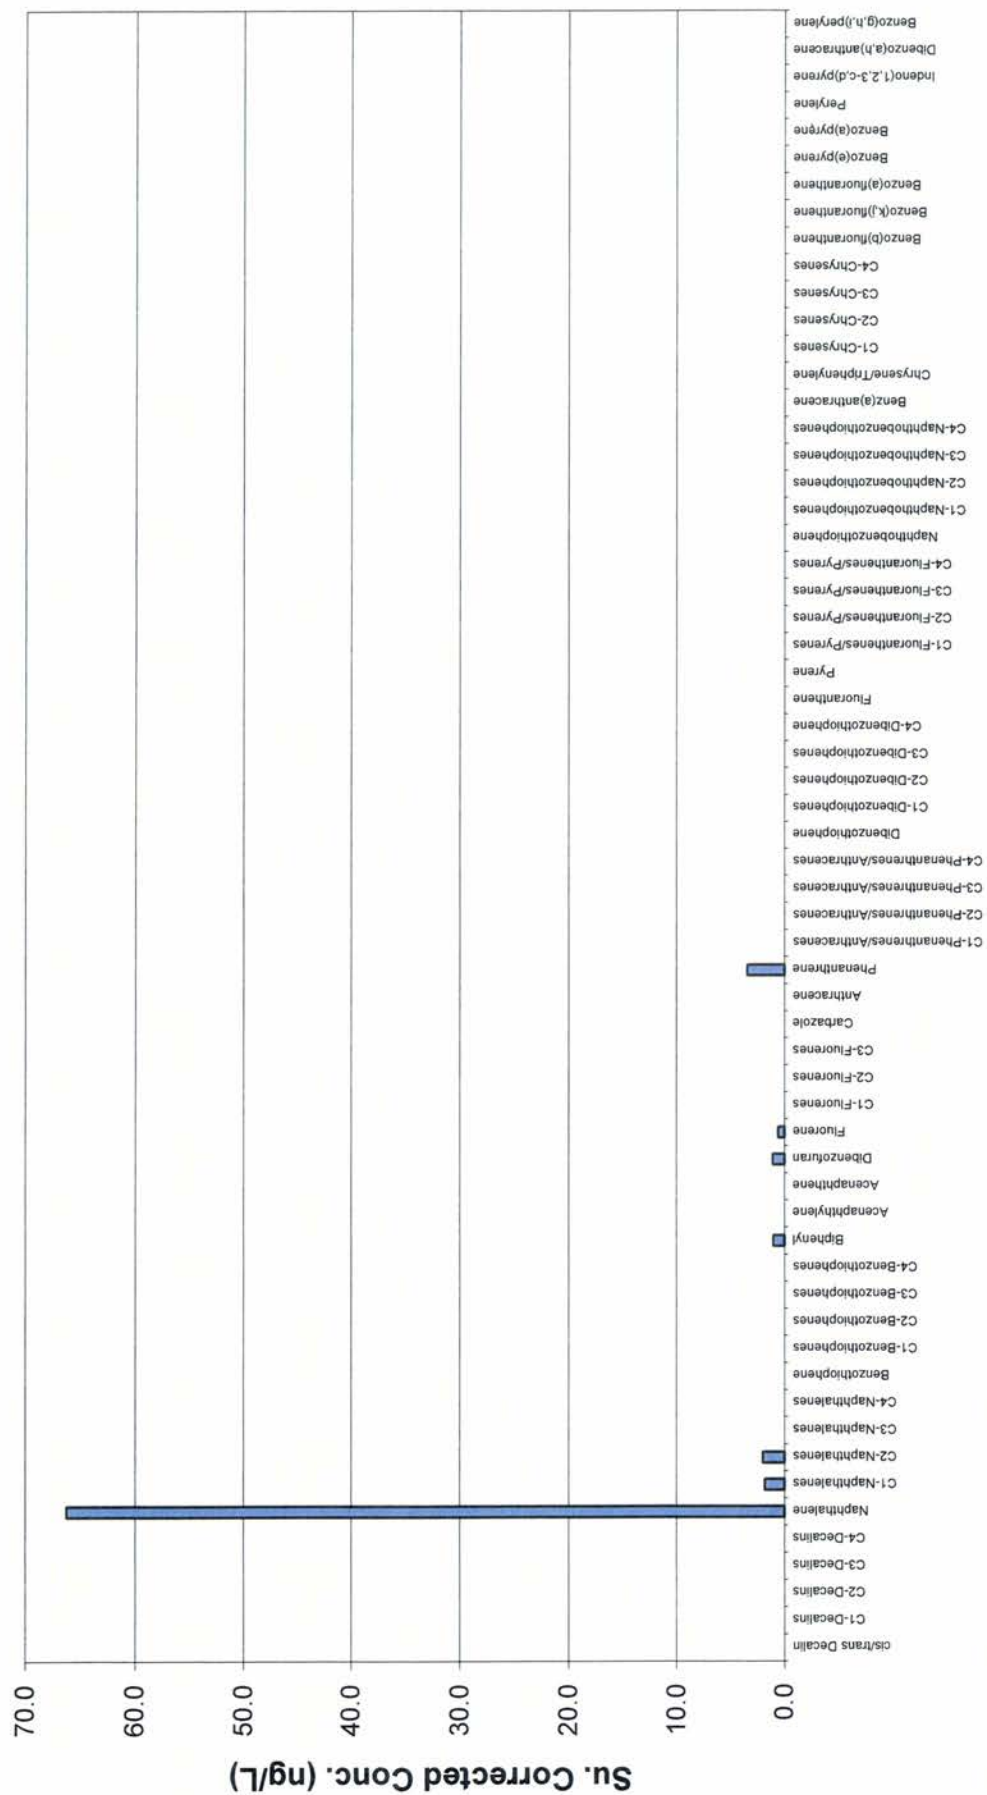 Su. Corrected Conc. (ng/L)
70.0
60.0
50.0
40.0
30.0
20.0
10.0
0.0
cis/trans Decalin
C1-Decalins
C2-Decalins
C3-Decalins
C4-Decalins
Naphthalene
C1-Naphthalenes
C2-Naphthalenes
C3-Naphthalenes
C4-Naphthalenes
Benzothiophene
C1-Benzothiophenes
C2-Benzothiophenes
C3-Benzothiophenes
C4-Benzothiophenes
Biphenyl
Acenaphthylene
Acenaphthene
Dibenzofuran
Fluorene
C1-Fluorenes
C2-Fluorenes
C3-Fluorenes
Carbazole
Anthracene
Phenanthrene
C1-Phenanthrenes/Anthracenes
C2-Phenanthrenes/Anthracenes
C3-Phenanthrenes/Anthracenes
C4-Phenanthrenes/Anthracenes
Dibenzothiophene
C1-Dibenzothiophenes
C2-Dibenzothiophenes
C3-Dibenzothiophenes
C4-Dibenzothiophene
Fluoranthene
Pyrene
C1-Fluoranthenes/Pyrenes
C2-Fluoranthenes/Pyrenes
C3-Fluoranthenes/Pyrenes
C4-Fluoranthenes/Pyrenes
Naphthobenzothiophene
C1-Naphthobenzothiophenes
C2-Naphthobenzothiophenes
C3-Naphthobenzothiophenes
C4-Naphthobenzothiophenes
Benz(a)anthracene
Chrysene/Triphenylene
C1-Chrysenes
C2-Chrysenes
C3-Chrysenes
C4-Chrysenes
Benzo(b)fluoranthene
Benzo(k,j)fluoranthene
Benzo(a)fluoranthene
Benzo(e)pyrene
Benzo(a)pyrene
Perylene
Indeno(1,2,3-c,d)pyrene
Dibenzo(a,h)anthracene
Benzo(g,h,i)perylene